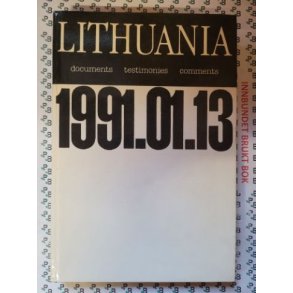 LITHUANIA
documents testimonies comments
1991.01.13
INNBUNDET BRUKT BOK